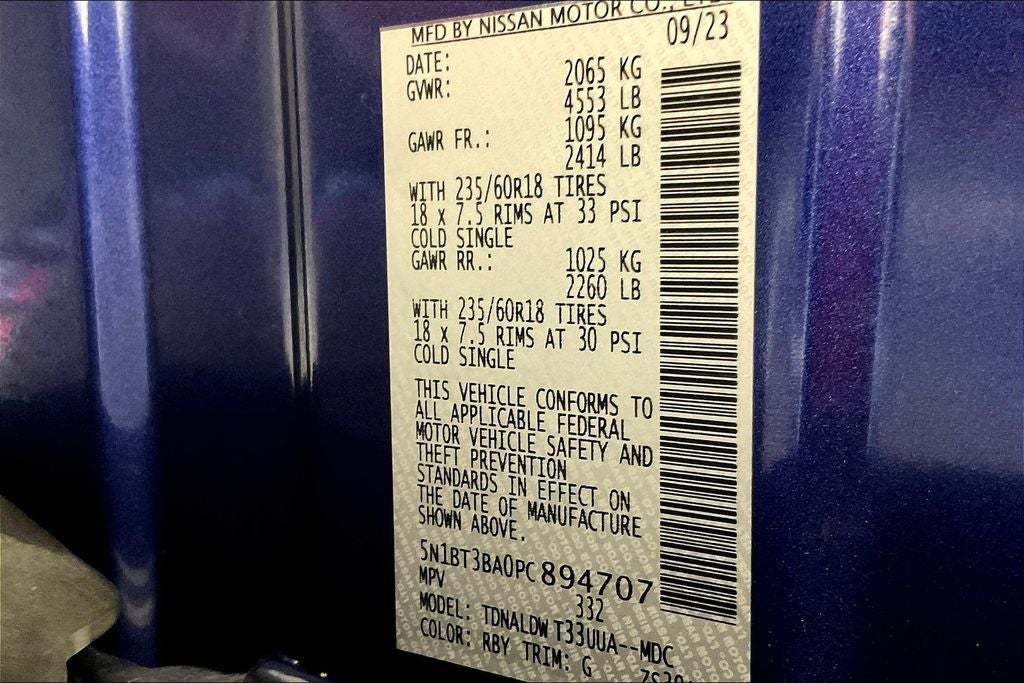 MFD BY NISSAN MOTOR CO., LTD.
DATE: 09/23
GVWR: 2065 KG
4553 LB
GAWR FR.: 1095 KG
2414 LB
WITH 235/60R18 TIRES
18 x 7.5 RIMS AT 33 PSI
COLD SINGLE
GAWR RR.: 1025 KG
2260 LB
WITH 235/60R18 TIRES
18 x 7.5 RIMS AT 30 PSI
COLD SINGLE
THIS VEHICLE CONFORMS TO
ALL APPLICABLE FEDERAL
MOTOR VEHICLE SAFETY AND
THEFT PREVENTION
STANDARDS IN EFFECT ON
THE DATE OF MANUFACTURE
SHOWN ABOVE.
5N1BT3BA0PC894707
MPV 332
MODEL: TDNALDW T33UUA--MDC
COLOR: RBY TRIM: G